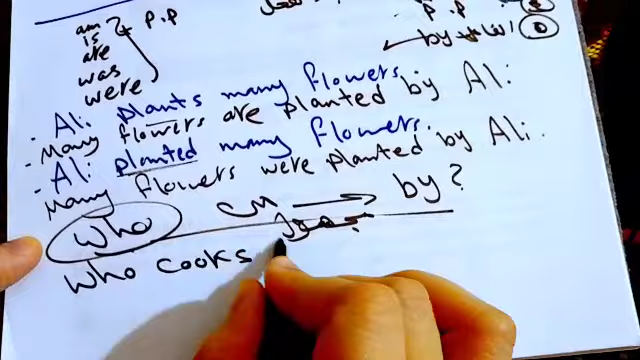 am
is
are
was
were
+ P.P
P.P
by
- Ali plants many flowers.
- Many flowers are planted by Ali
- Ali planted many flowers.
Many flowers were planted by Ali.
who س → by?
مجهول
who cooks